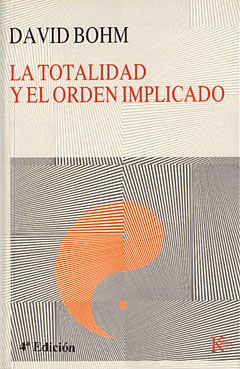 DAVID BOHM
LA TOTALIDAD
Y EL ORDEN IMPLICADO
4ª Edición